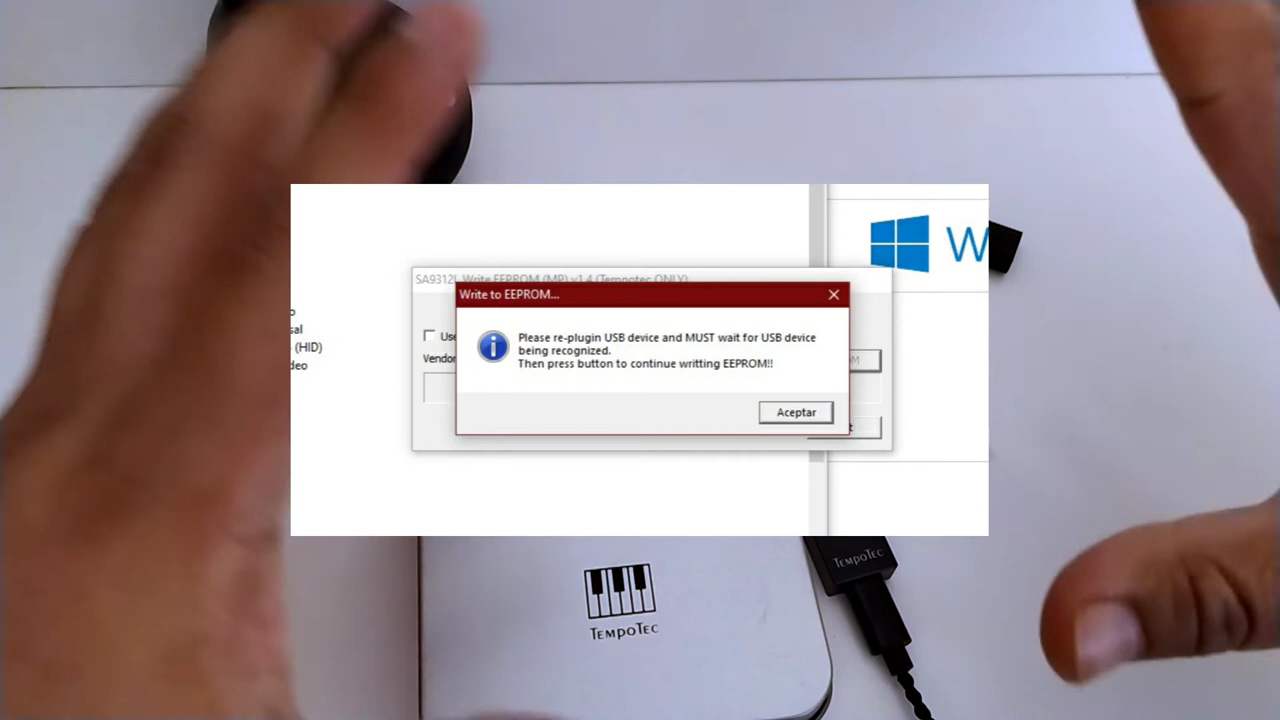 W
SA9312L Write EEPROM (MP) v1.4 (Tempotec ONLY)
Write to EEPROM...
(HID)
Vendor
Please re-plugin USB device and MUST wait for USB device
being recognized.
Then press button to continue writting EEPROM!!
Aceptar
TEMPOTEC
TEMPOTEC